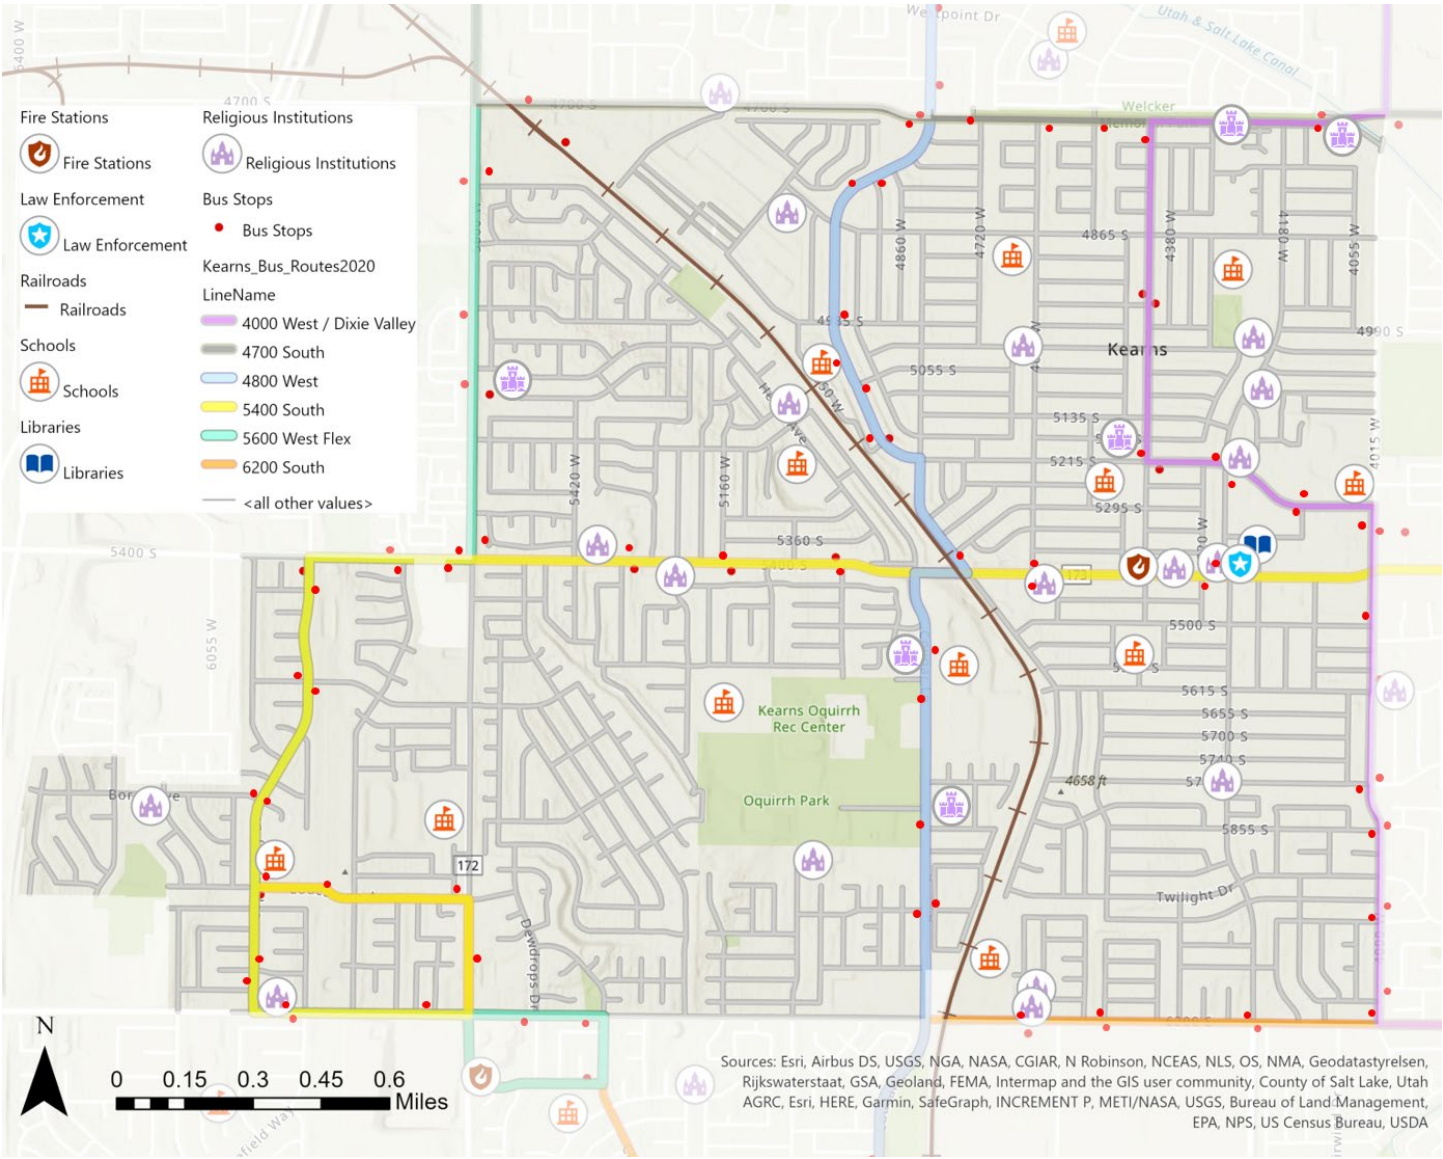 Westpoint Dr
Utah & Salt Lake Canal
4700 S
4700 S
4700 S
Welcker
Fire Stations
Religious Institutions
Fire Stations
Religious Institutions
Law Enforcement
Bus Stops
Law Enforcement
Bus Stops
Railroads
Kearns_Bus_Routes2020
Railroads
LineName
4000 West / Dixie Valley
Schools
4700 South
Schools
4800 West
5400 South
Libraries
5600 West Flex
Libraries
6200 South
<all other values>
4860 W
4720 W
4865 S
4380 W
4180 W
4055 W
4990 S
Kearns
5055 S
5135 S
5215 S
4015 W
5295 S
5420 W
5160 W
5360 S
5400 S
5400 S
173
6055 W
5500 S
5615 S
5655 S
5700 S
5740 S
Kearns Oquirrh
Rec Center
4658 ft
Oquirrh Park
5855 S
172
Twilight Dr
Dewdrops Dr
N
0 0.15 0.3 0.45 0.6
Miles
Sources: Esri, Airbus DS, USGS, NGA, NASA, CGIAR, N Robinson, NCEAS, NLS, OS, NMA, Geodatastyrelsen,
Rijkswaterstaat, GSA, Geoland, FEMA, Intermap and the GIS user community, County of Salt Lake, Utah
AGRC, Esri, HERE, Garmin, SafeGraph, INCREMENT P, METI/NASA, USGS, Bureau of Land Management,
EPA, NPS, US Census Bureau, USDA